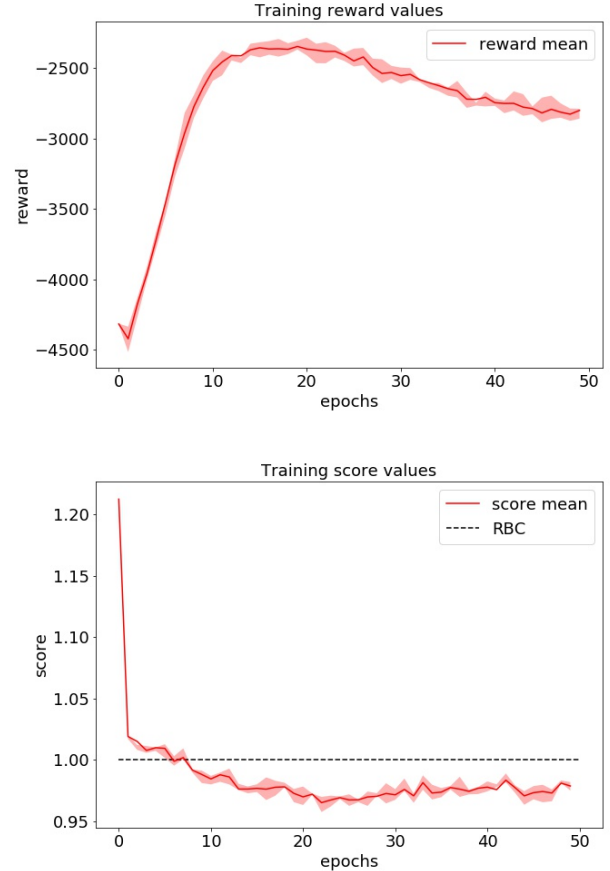 Training reward values
reward mean
−2500
−3000
−3500
−4000
−4500
reward
0 10 20 30 40 50
epochs
Training score values
score mean
RBC
1.20
1.15
1.10
1.05
1.00
0.95
score
0 10 20 30 40 50
epochs